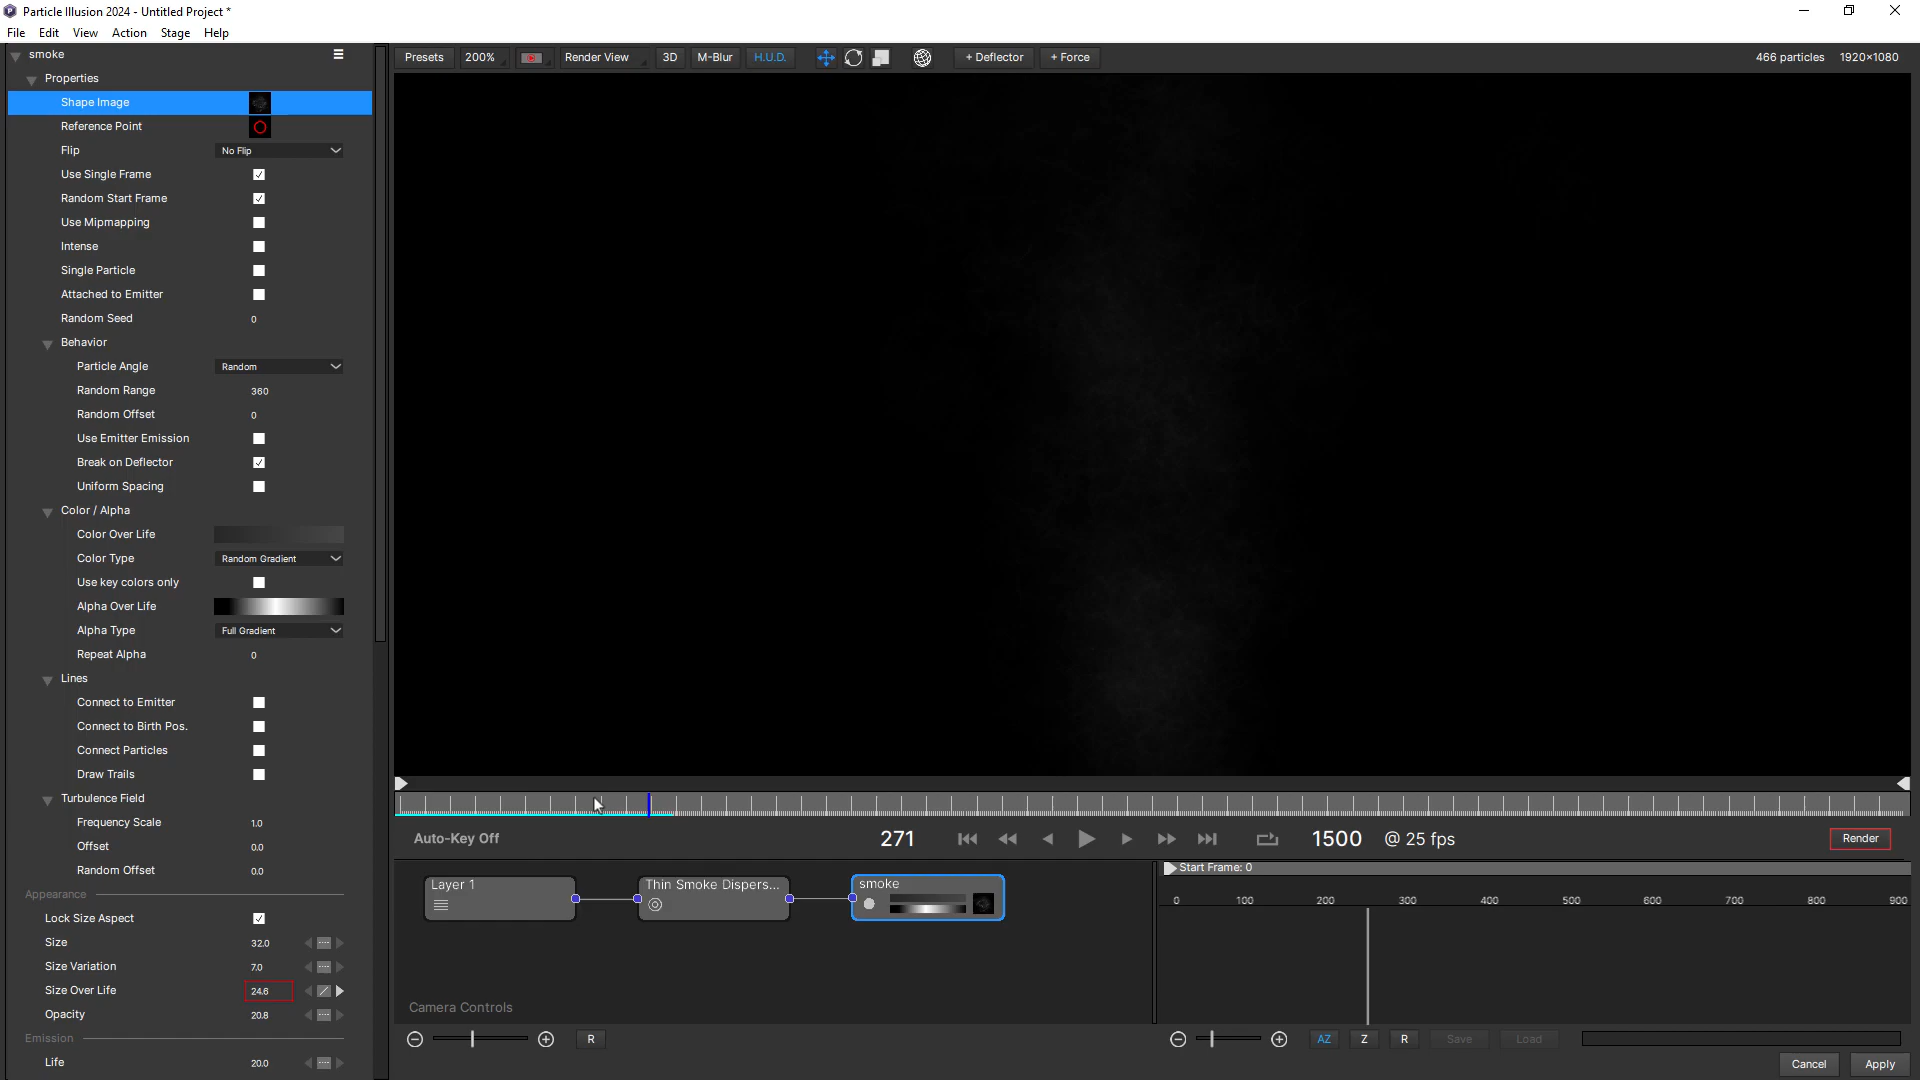 Particle Illusion 2024 - Untitled Project *
File Edit View Action Stage Help
smoke
Properties
Shape Image
Reference Point
Flip No Flip
Use Single Frame
Random Start Frame
Use Mipmapping
Intense
Single Particle
Attached to Emitter
Random Seed 0
Behavior
Particle Angle Random
Random Range 360
Random Offset 0
Use Emitter Emission
Break on Deflector
Uniform Spacing
Color / Alpha
Color Over Life
Color Type Random Gradient
Use key colors only
Alpha Over Life
Alpha Type Full Gradient
Repeat Alpha 0
Lines
Connect to Emitter
Connect to Birth Pos.
Connect Particles
Draw Trails
Turbulence Field
Frequency Scale 1.0
Offset 0.0
Random Offset 0.0
Appearance
Lock Size Aspect
Size 32.0
Size Variation 7.0
Size Over Life 24.6
Opacity 20.8
Emission
Life 20.0
Presets 200% Render View 3D M-Blur H.U.D. + Deflector + Force 466 particles 1920×1080
Auto-Key Off 271 1500 @ 25 fps Render
Layer 1
Thin Smoke Dispers...
smoke
Camera Controls
R
Start Frame: 0
0 100 200 300 400 500 600 700 800 900
AZ Z R Save Load
Cancel Apply